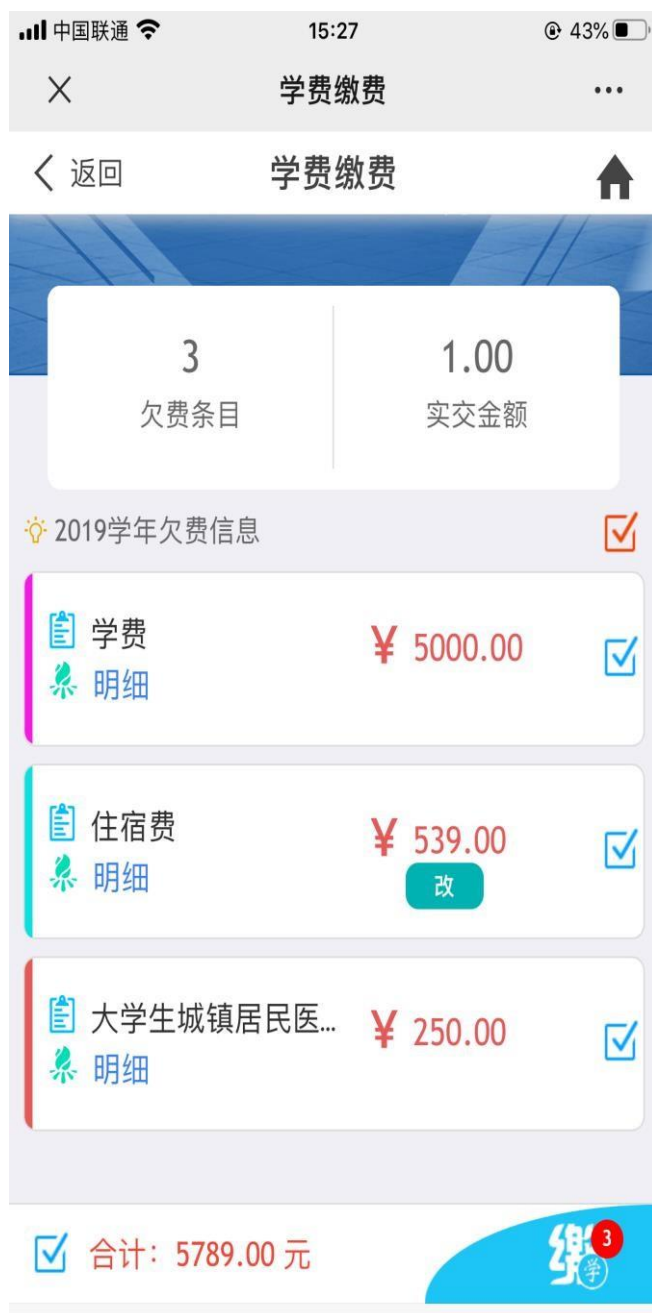 中国联通 15:27 43%
学费缴费
返回 学费缴费
3 1.00
欠费条目 实交金额
2019学年欠费信息
学费 ¥ 5000.00
明细
住宿费 ¥ 539.00
明细 改
大学生城镇居民医... ¥ 250.00
明细
合计：5789.00 元 缴 学 3